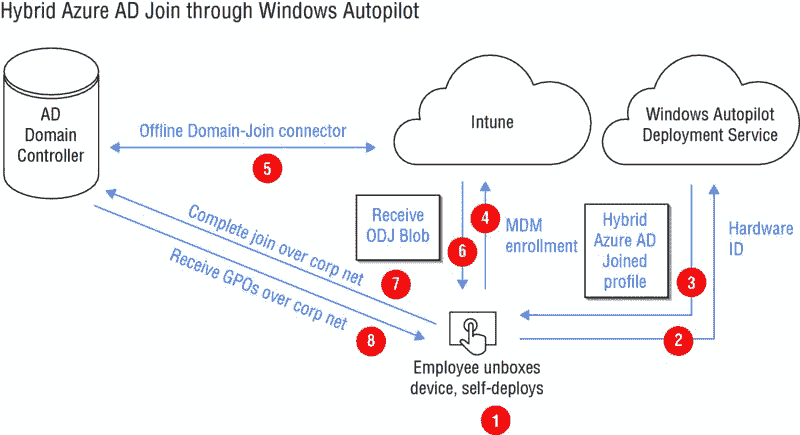 Hybrid Azure AD Join through Windows Autopilot
AD
Domain
Controller
Offline Domain-Join connector
5
Intune
Windows Autopilot
Deployment Service
Complete join over corp net
7
Receive GPOs over corp net
8
Receive
ODJ Blob
6
4
MDM
enrollment
Hybrid
Azure AD
Joined
profile
3
Hardware
ID
2
Employee unboxes
device, self-deploys
1